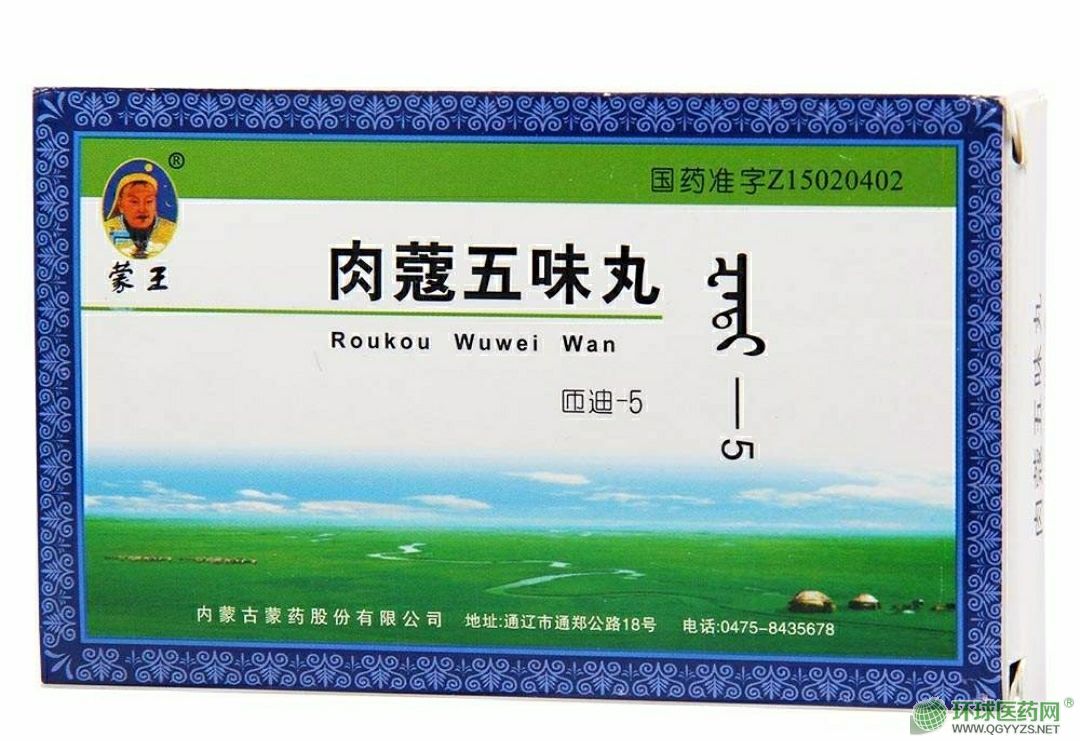 国药准字Z15020402
®
蒙王
肉蔻五味丸
Roukou Wuwei Wan
匝迪-5
—5
内蒙古蒙药股份有限公司 地址:通辽市通郑公路18号 电话:0475-8435678
肉蔻五味丸
环球医药网®
WWW.QGYYZS.NET